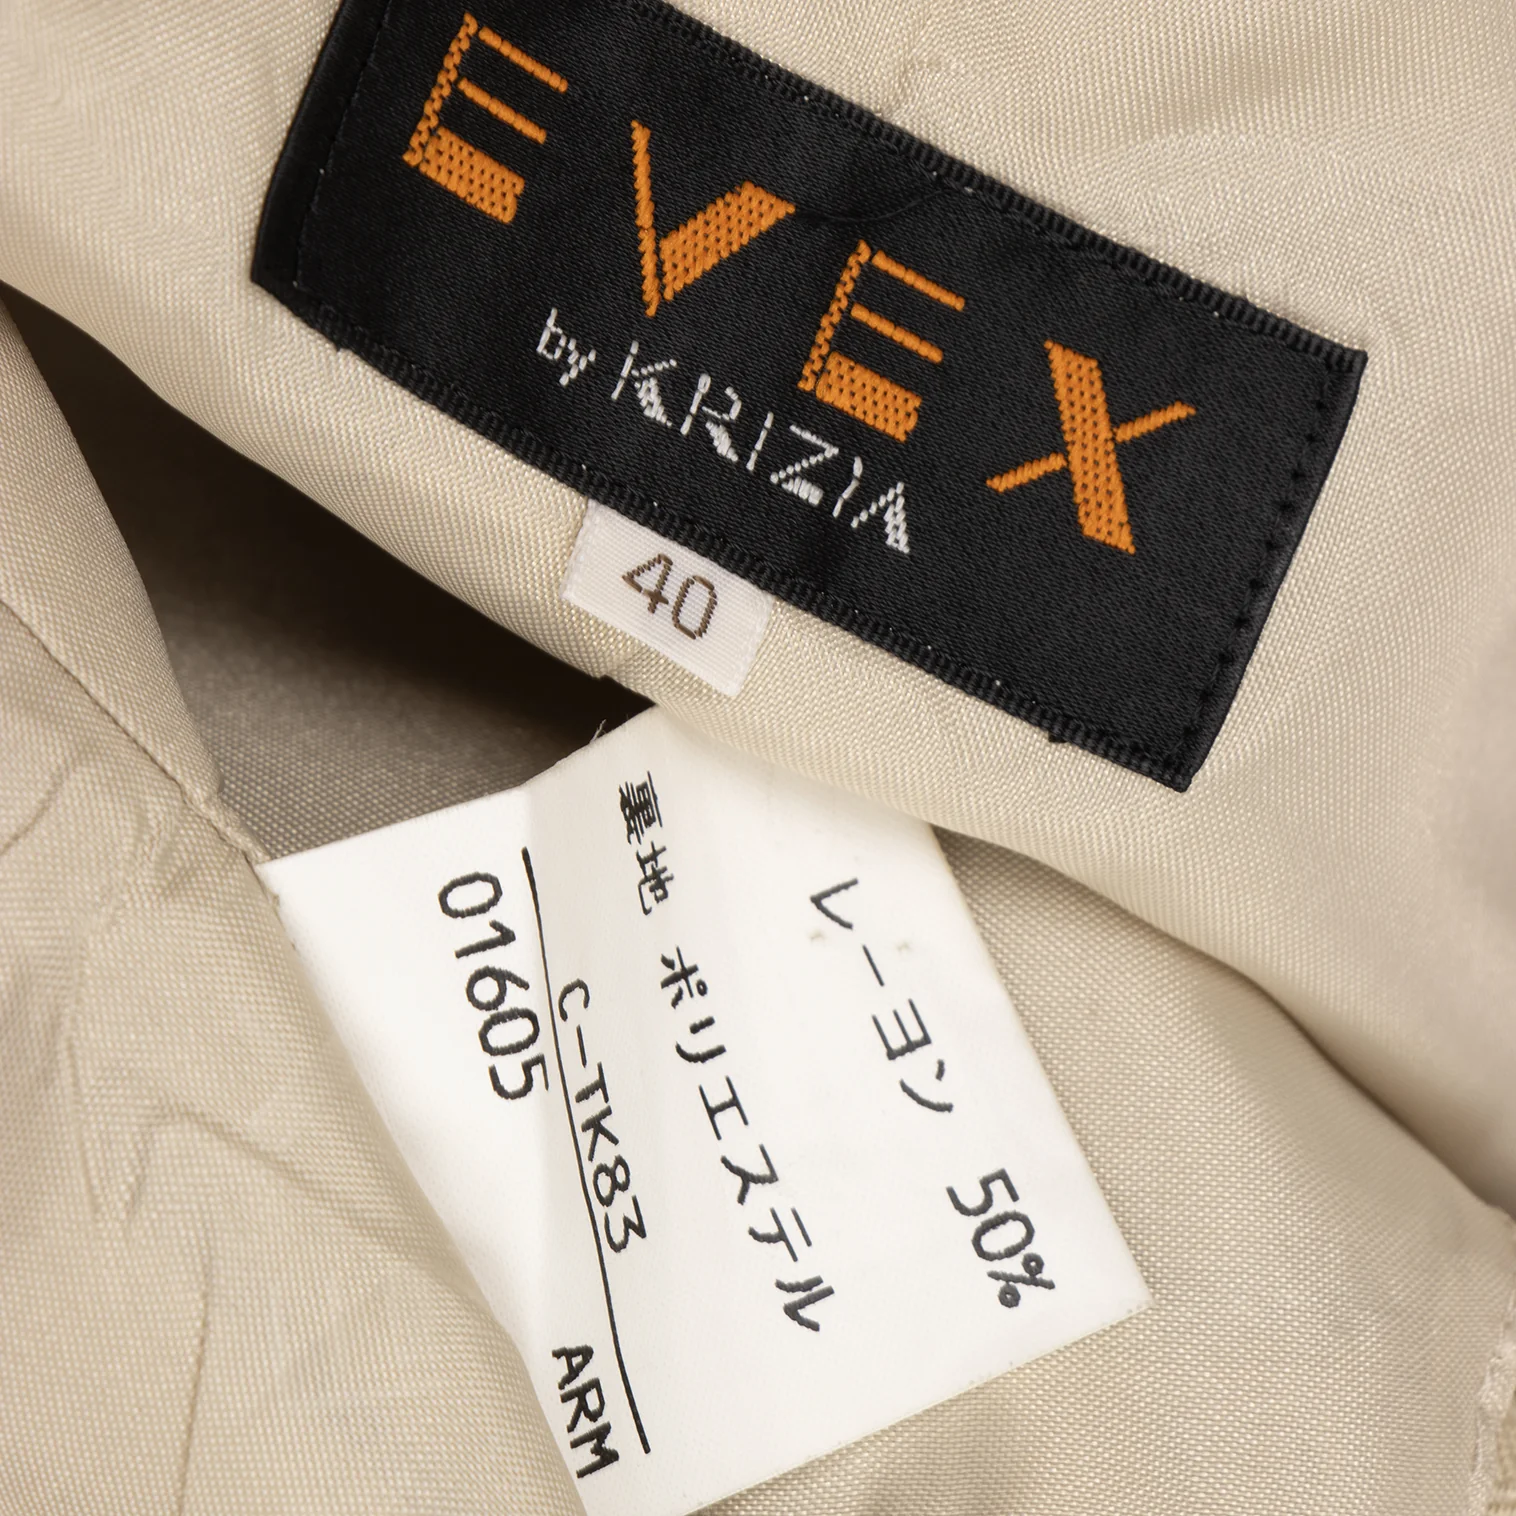 EVEX
by KRIZIA
40
レーヨン 50%
裏地 ポリエステル
C-TK83
01605 ARM